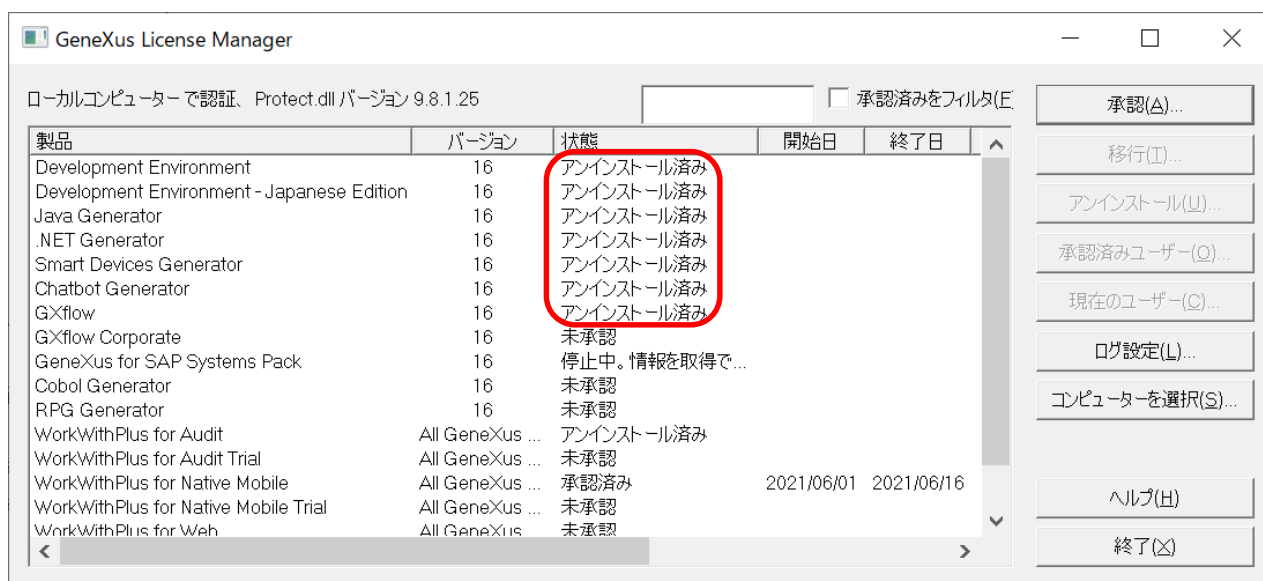 GeneXus License Manager
ローカルコンピューター で認証、 Protect.dll バージョン 9.8.1.25
承認済みをフィルタ(F
承認(A)...
製品 バージョン 状態 開始日 終了日
移行(T)...
Development Environment 16 アンインストール済み
Development Environment - Japanese Edition 16 アンインストール済み
アンインストール(U)...
Java Generator 16 アンインストール済み
.NET Generator 16 アンインストール済み
承認済みユーザー(O)...
Smart Devices Generator 16 アンインストール済み
Chatbot Generator 16 アンインストール済み
現在のユーザー(C)...
GXflow 16 アンインストール済み
GXflow Corporate 16 未承認
ログ設定(L)...
GeneXus for SAP Systems Pack 16 停止中。情報を取得で...
Cobol Generator 16 未承認
コンピューターを選択(S)...
RPG Generator 16 未承認
WorkWithPlus for Audit All GeneXus ... アンインストール済み
WorkWithPlus for Audit Trial All GeneXus ... 未承認
WorkWithPlus for Native Mobile All GeneXus ... 承認済み 2021/06/01 2021/06/16
ヘルプ(H)
WorkWithPlus for Native Mobile Trial All GeneXus ... 未承認
WorkWithPlus for Web All GeneXus 未承認
終了(X)